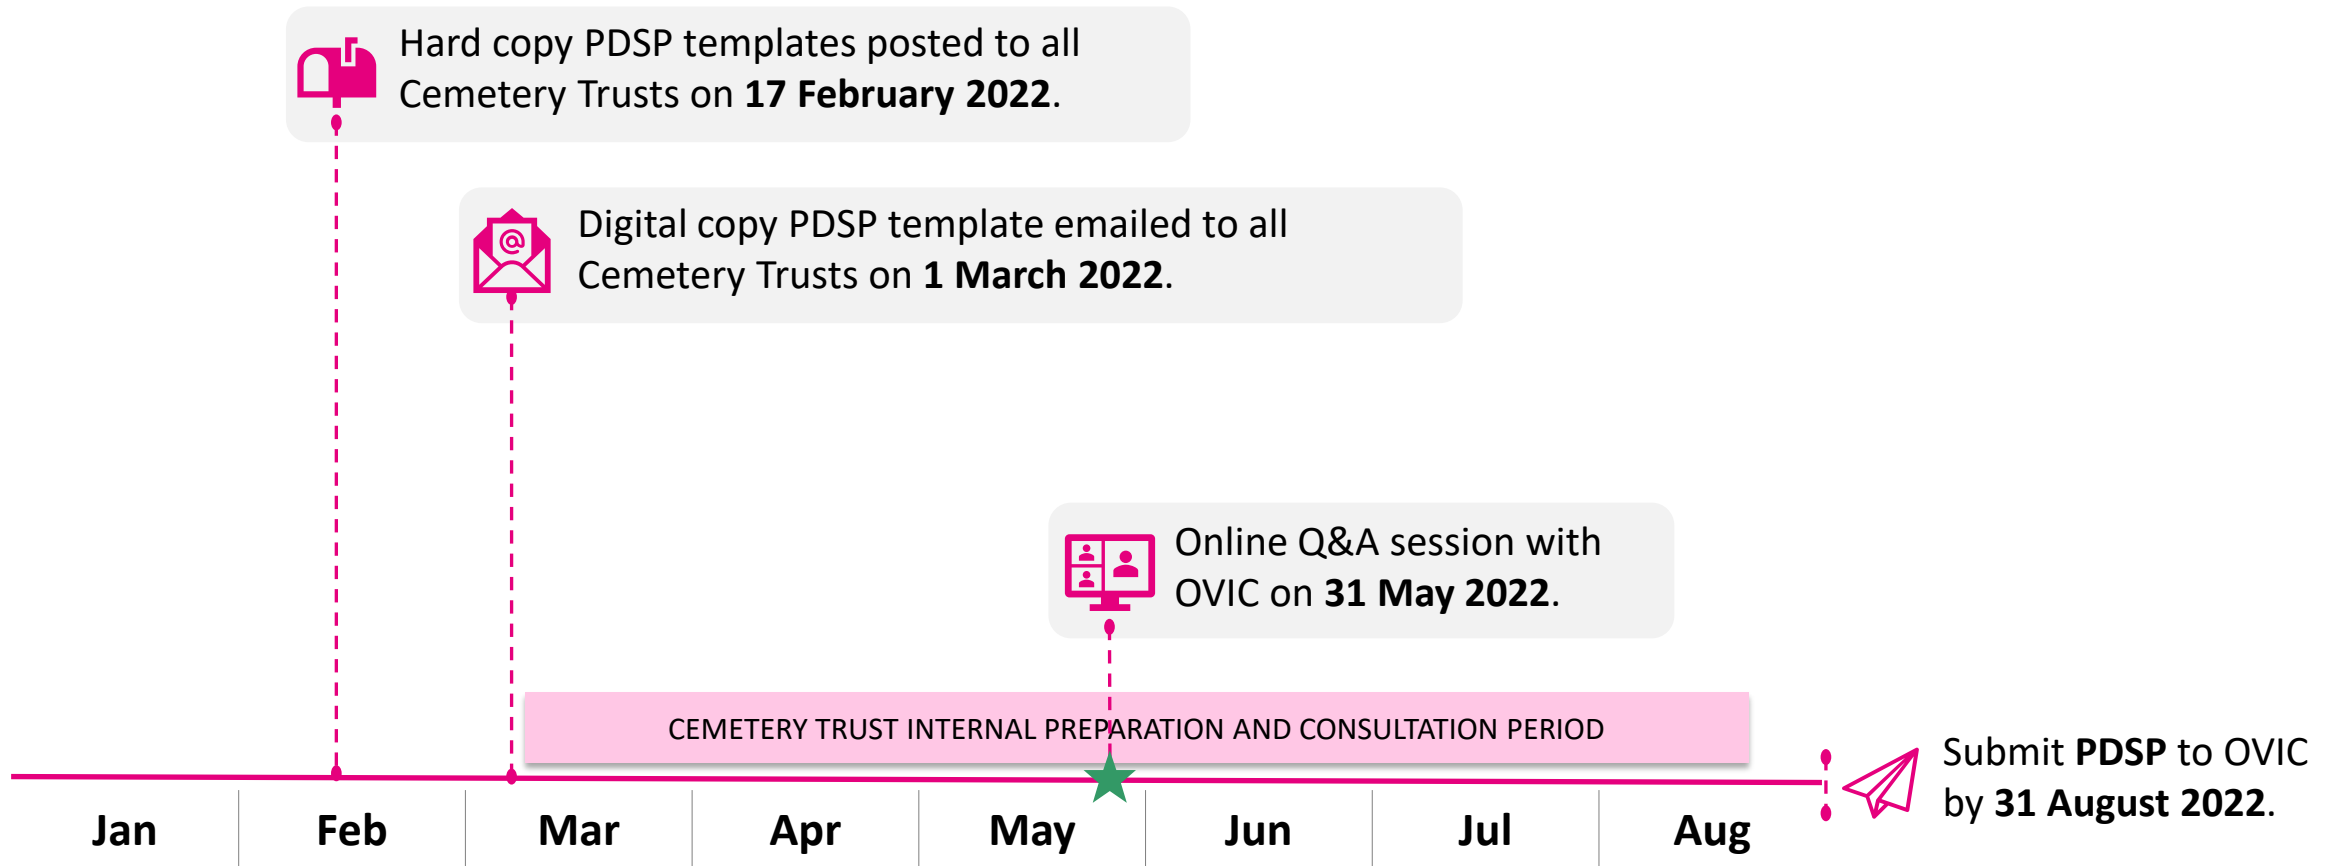 Hard copy PDSP templates posted to all
Cemetery Trusts on 17 February 2022.
@
Digital copy PDSP template emailed to all
Cemetery Trusts on 1 March 2022.
Online Q&A session with
OVIC on 31 May 2022.
CEMETERY TRUST INTERNAL PREPARATION AND CONSULTATION PERIOD
Submit PDSP to OVIC
by 31 August 2022.
Jan Feb Mar Apr May Jun Jul Aug